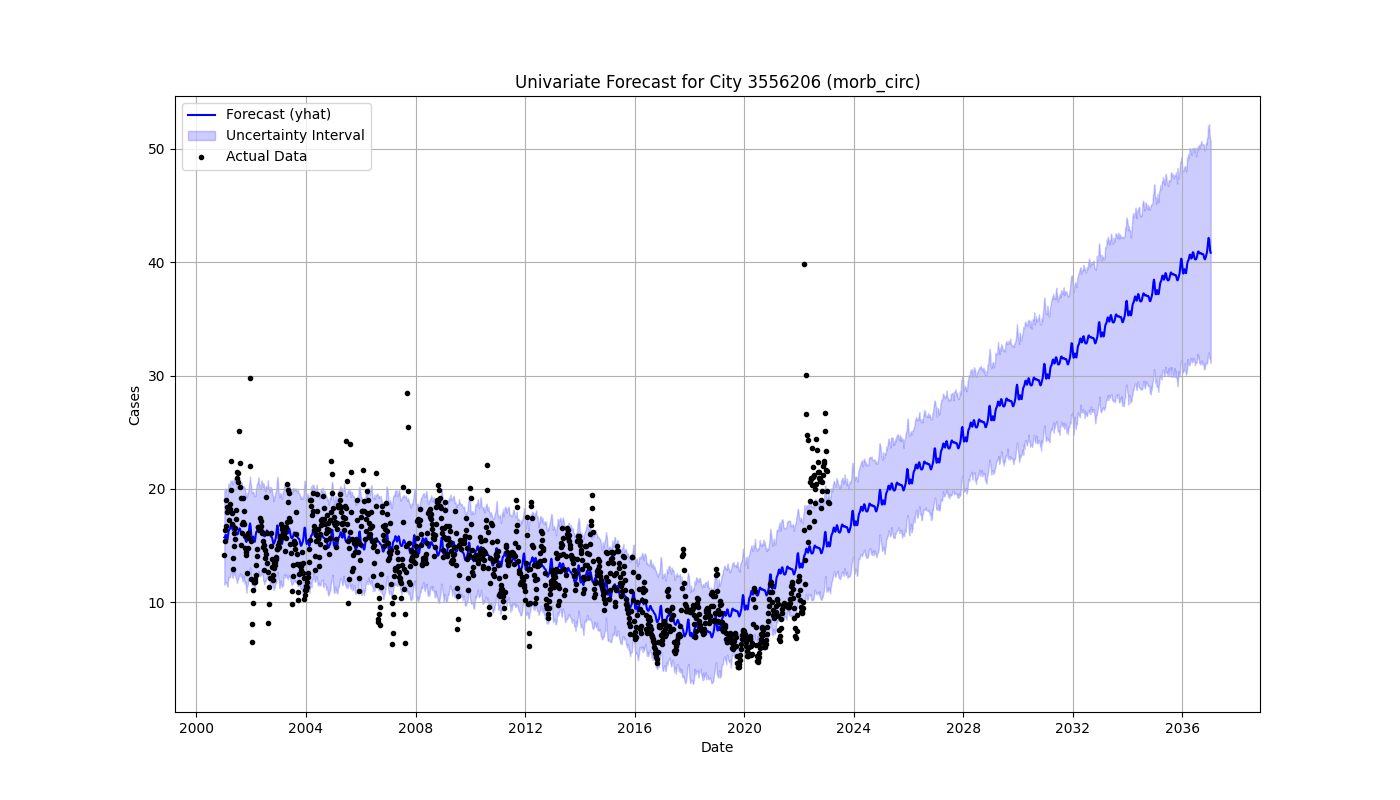 Univariate Forecast for City 3556206 (morb_circ)
Forecast (yhat)
Uncertainty Interval
Actual Data
Cases
50
40
30
20
10
2000 2004 2008 2012 2016 2020 2024 2028 2032 2036
Date